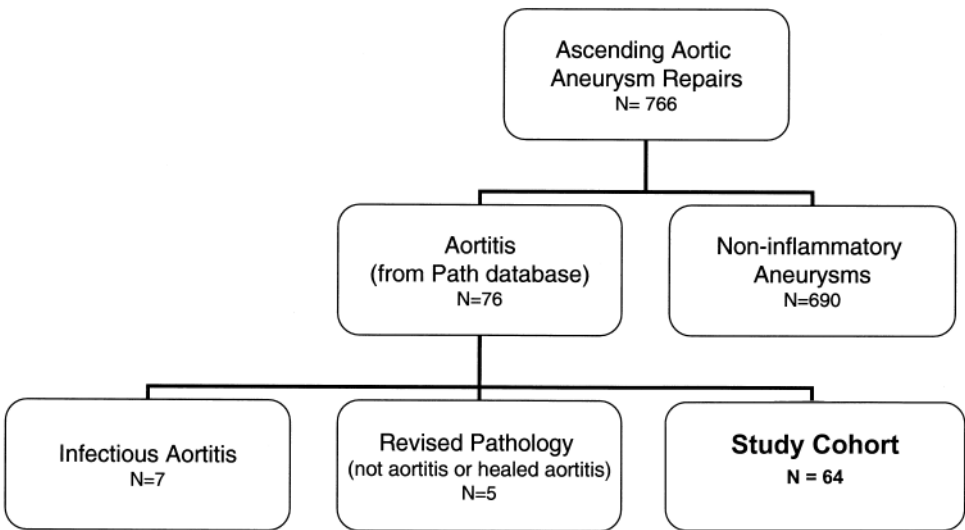 Ascending Aortic
Aneurysm Repairs
N= 766
Aortitis
(from Path database)
N=76
Non-inflammatory
Aneurysms
N=690
Infectious Aortitis
N=7
Revised Pathology
(not aortitis or healed aortitis)
N=5
Study Cohort
N = 64